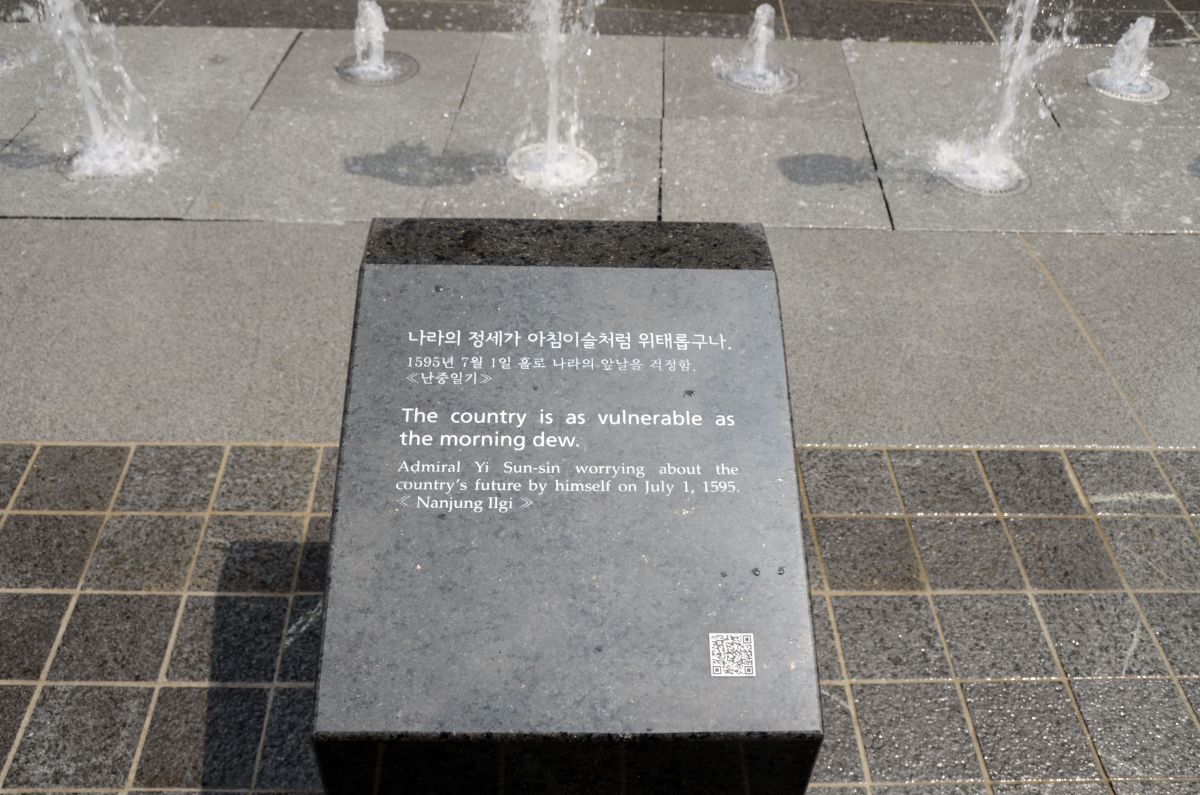 나라의 정세가 아침이슬처럼 위태롭구나.
1595년 7월 1일 홀로 나라의 앞날을 걱정함.
≪난중일기≫
The country is as vulnerable as
the morning dew.
Admiral Yi Sun-sin worrying about the
country's future by himself on July 1, 1595.
≪ Nanjung Ilgi ≫